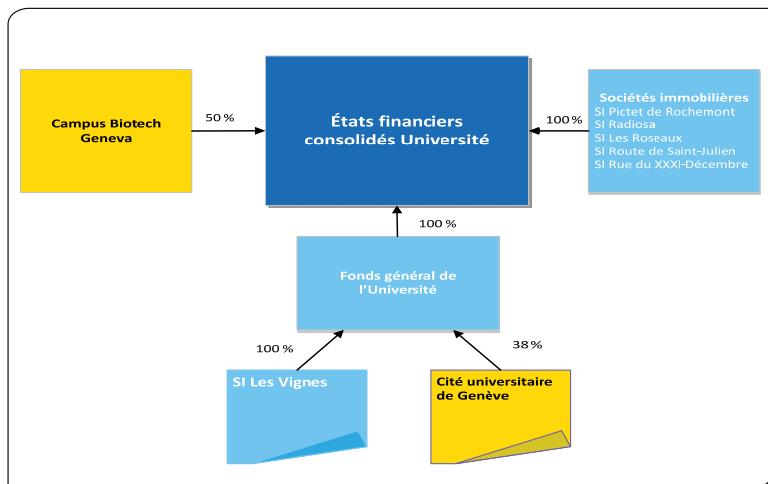 Campus Biotech
Geneva
50 %
États financiers
consolidés Université
100 %
Sociétés immobilières
SI Pictet de Rochemont
SI Radiosa
SI Les Roseaux
SI Route de Saint-Julien
SI Rue du XXXI-Décembre
100 %
Fonds général de
l'Université
100 %
38 %
SI Les Vignes
Cité universitaire
de Genève